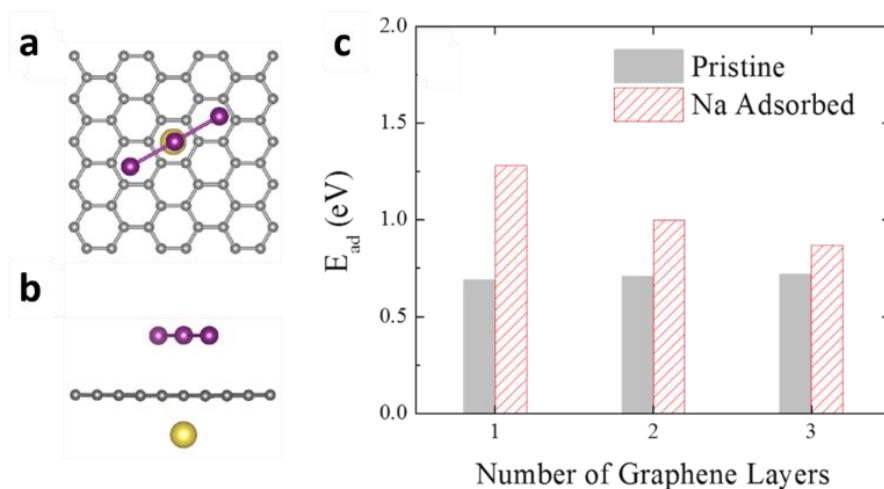 a
b
c
2.0
1.5
1.0
0.5
0.0
E_ad (eV)
Pristine
Na Adsorbed
1 2 3
Number of Graphene Layers